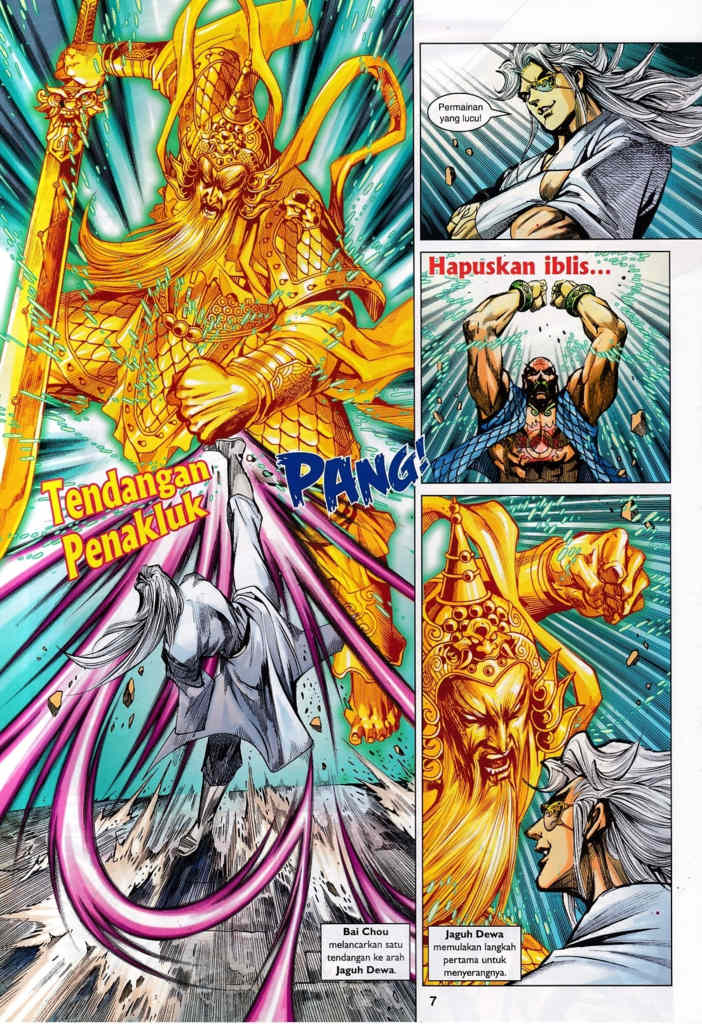 Tendangan
Penakluk
PANG!
Bai Chou
melancarkan satu
tendangan ke arah
Jaguh Dewa.
Permainan
yang lucu!
Hapuskan iblis...
Jaguh Dewa
memulakan langkah
pertama untuk
menyerangnya.
7